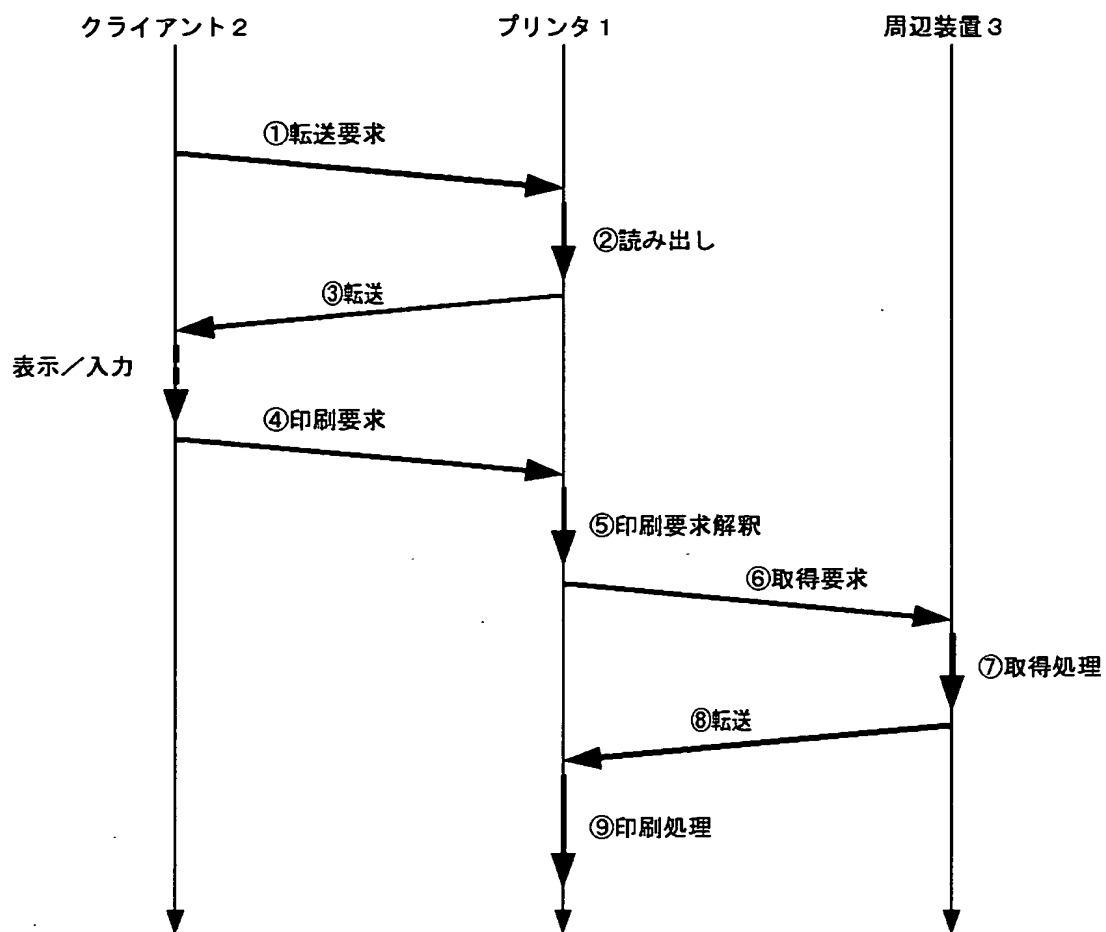 クライアント2
プリンタ1
周辺装置3
①転送要求
②読み出し
③転送
表示／入力
④印刷要求
⑤印刷要求解釈
⑥取得要求
⑦取得処理
⑧転送
⑨印刷処理